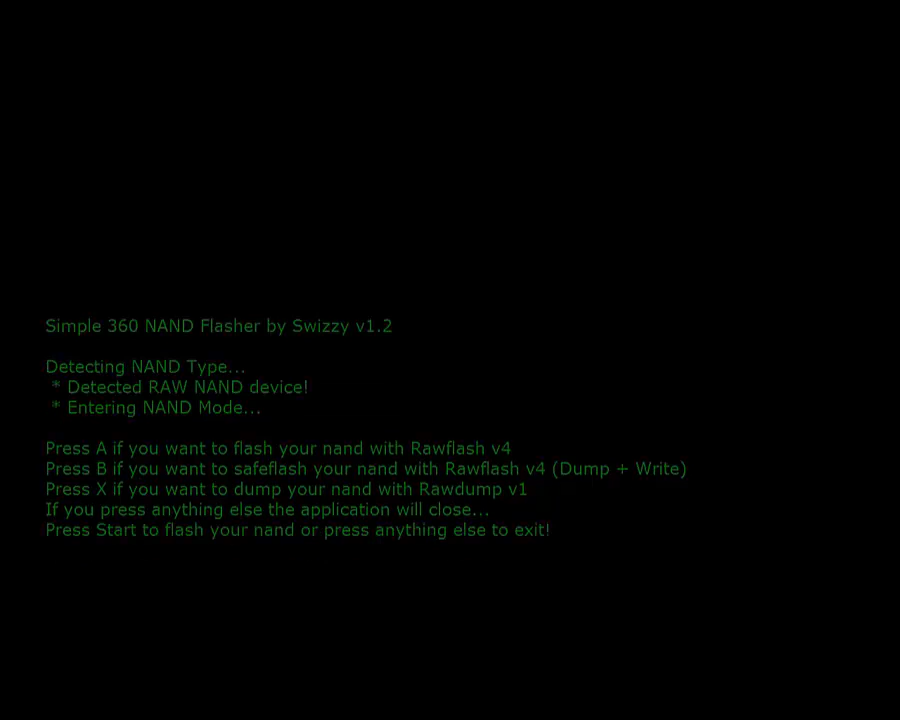 Simple 360 NAND Flasher by Swizzy v1.2
Detecting NAND Type...
* Detected RAW NAND device!
* Entering NAND Mode...
Press A if you want to flash your nand with Rawflash v4
Press B if you want to safeflash your nand with Rawflash v4 (Dump + Write)
Press X if you want to dump your nand with Rawdump v1
If you press anything else the application will close...
Press Start to flash your nand or press anything else to exit!